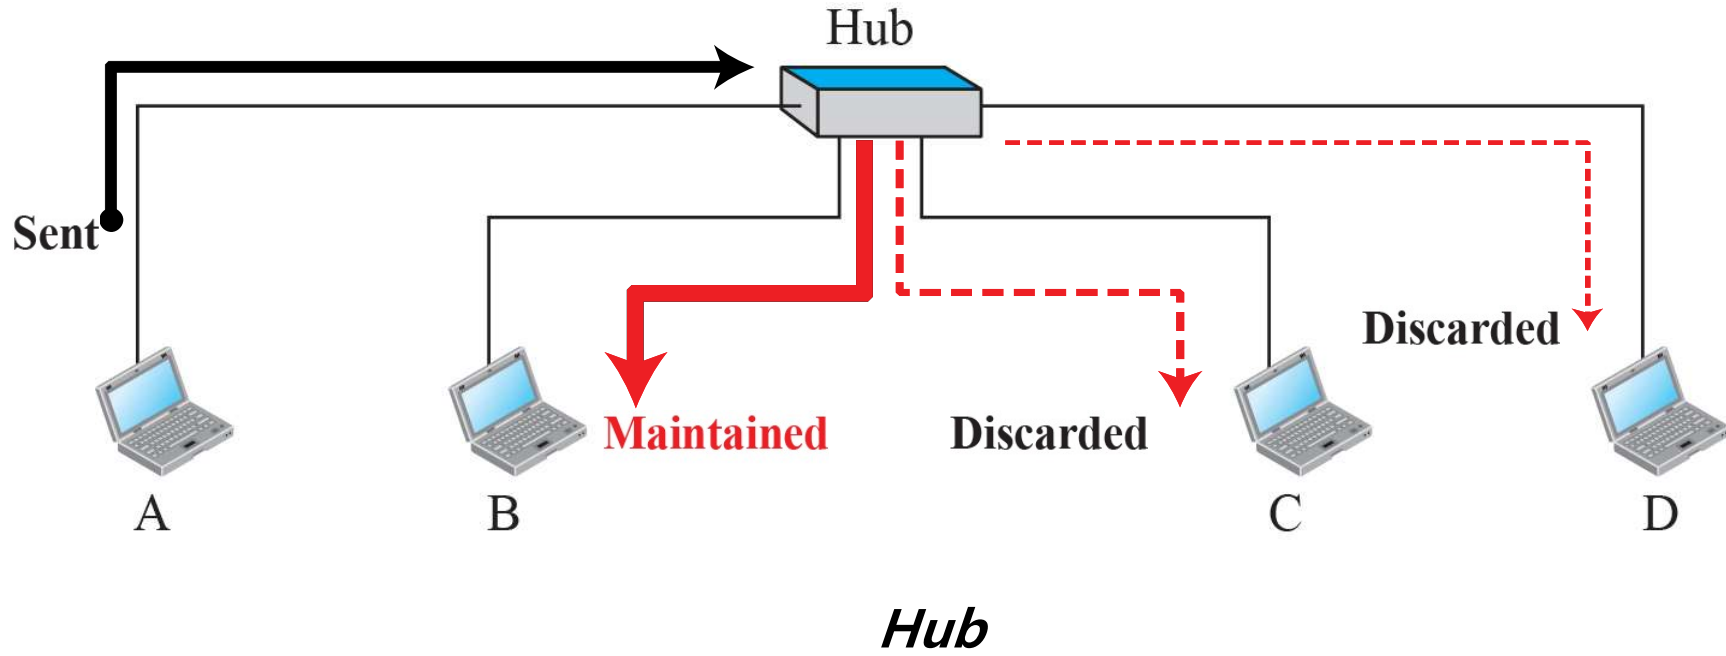 Hub
Sent
Discarded
Maintained
Discarded
A
B
C
D
Hub